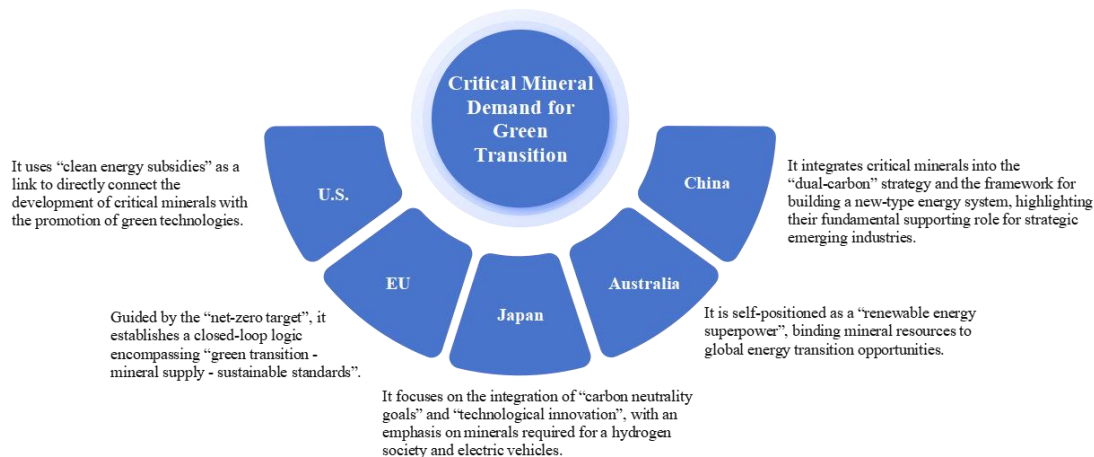 Critical Mineral
Demand for
Green
Transition
U.S.
It uses “clean energy subsidies” as a
link to directly connect the
development of critical minerals with
the promotion of green technologies.
EU
Guided by the “net-zero target”, it
establishes a closed-loop logic
encompassing “green transition -
mineral supply - sustainable standards”.
Japan
It focuses on the integration of “carbon neutrality
goals” and “technological innovation”, with an
emphasis on minerals required for a hydrogen
society and electric vehicles.
Australia
It is self-positioned as a “renewable energy
superpower”, binding mineral resources to
global energy transition opportunities.
China
It integrates critical minerals into the
“dual-carbon” strategy and the framework for
building a new-type energy system, highlighting
their fundamental supporting role for strategic
emerging industries.